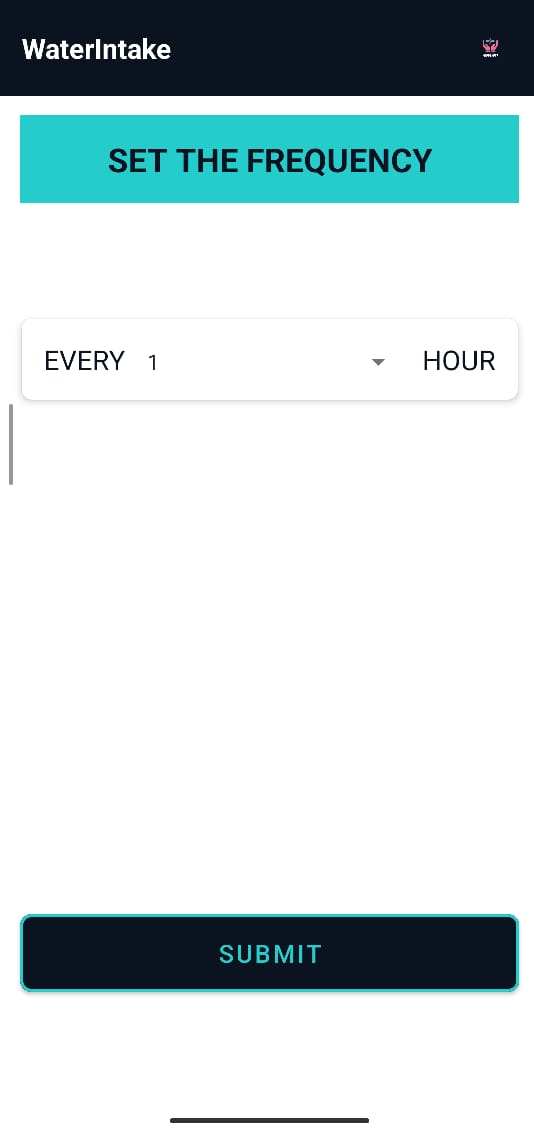 WaterIntake
SET THE FREQUENCY
EVERY 1 HOUR
SUBMIT